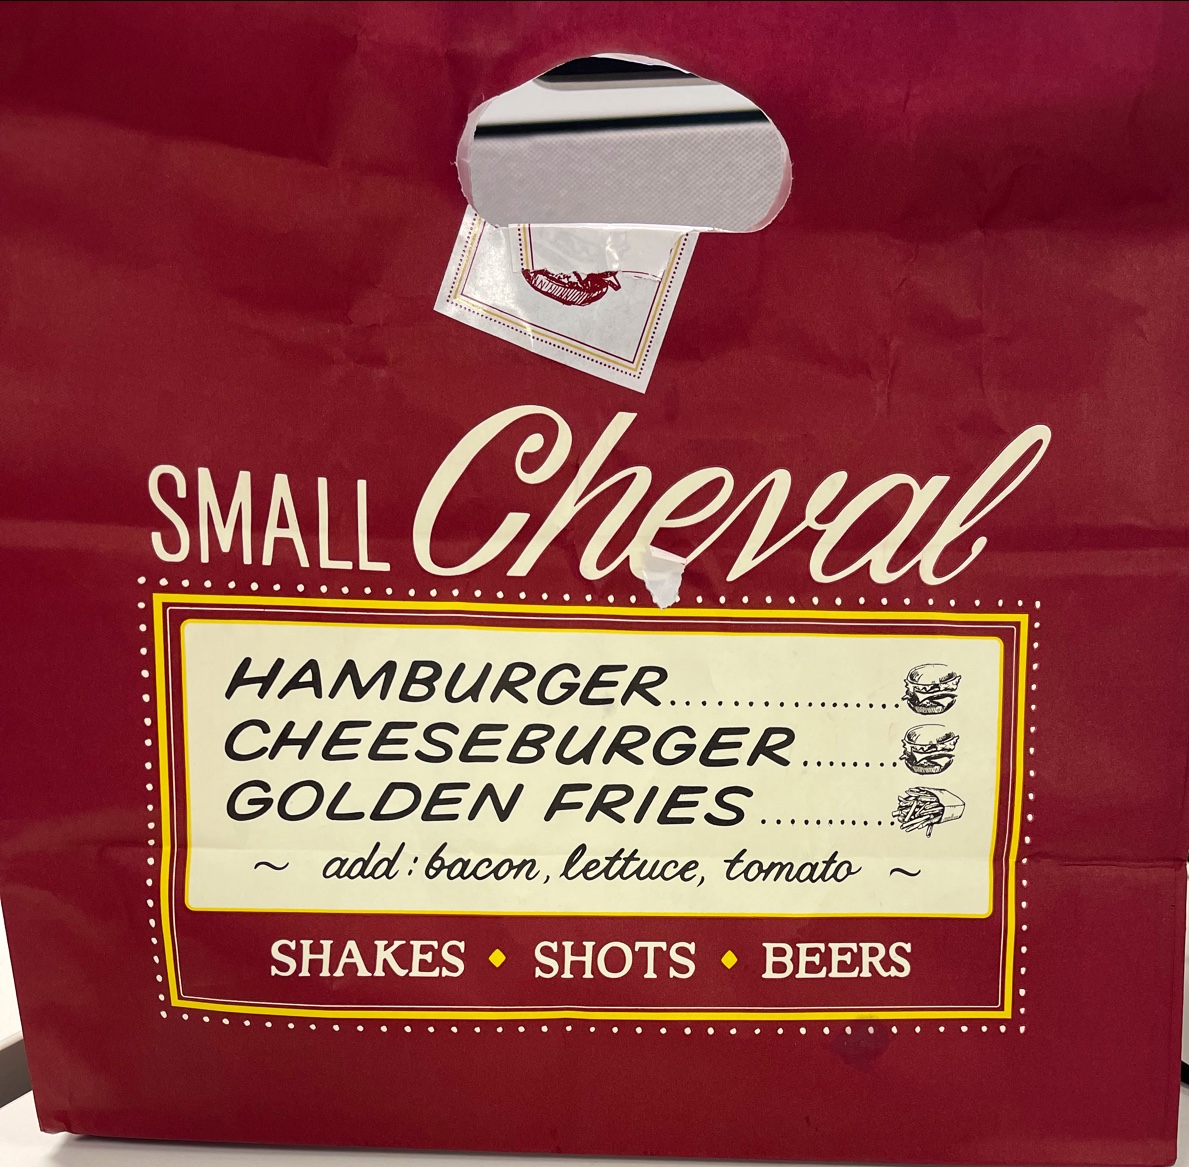 SMALL Cheval
HAMBURGER....................
CHEESEBURGER........
GOLDEN FRIES...........
~ add: bacon, lettuce, tomato ~
SHAKES ◆ SHOTS ◆ BEERS